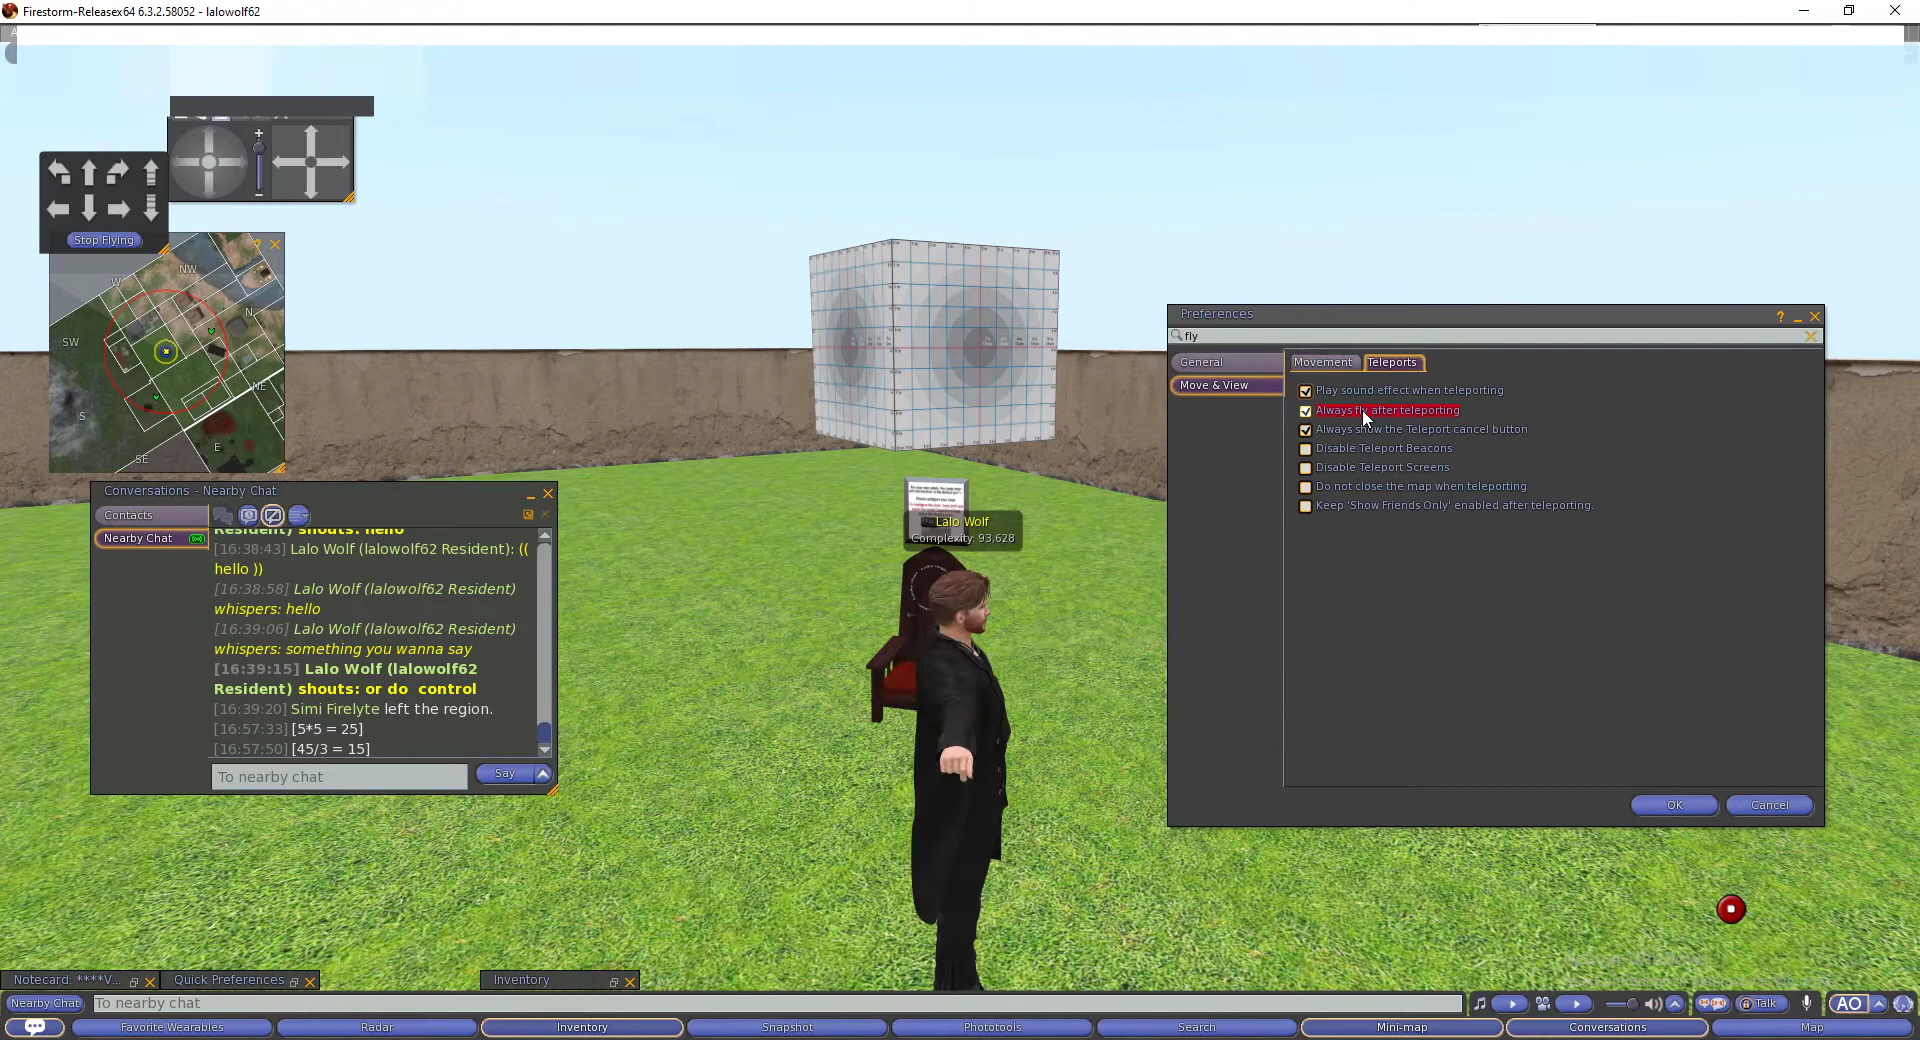 Firestorm-Releasex64 6.3.2.58052 - lalowolf62
Stop Flying
?
NW
W
N
SW
NE
S
E
SE
Conversations - Nearby Chat
Contacts
Nearby Chat
Resident) shouts: hello
[16:38:43] Lalo Wolf (lalowolf62 Resident): ((
hello ))
[16:38:58] Lalo Wolf (lalowolf62 Resident)
whispers: hello
[16:39:06] Lalo Wolf (lalowolf62 Resident)
whispers: something you wanna say
[16:39:15] Lalo Wolf (lalowolf62
Resident) shouts: or do control
[16:39:20] Simi Firelyte left the region.
[16:57:33] [5*5 = 25]
[16:57:50] [45/3 = 15]
To nearby chat
Say
Lalo Wolf
Complexity: 93,628
Preferences
?
fly
General
Move & View
Movement
Teleports
Play sound effect when teleporting
Always fly after teleporting
Always show the Teleport cancel button
Disable Teleport Beacons
Disable Teleport Screens
Do not close the map when teleporting
Keep 'Show Friends Only' enabled after teleporting.
OK
Cancel
Notecard: ****V...
Quick Preferences
Inventory
Nearby Chat
To nearby chat
Talk
AO
Favorite Wearables
Radar
Inventory
Snapshot
Phototools
Search
Mini-map
Conversations
Map